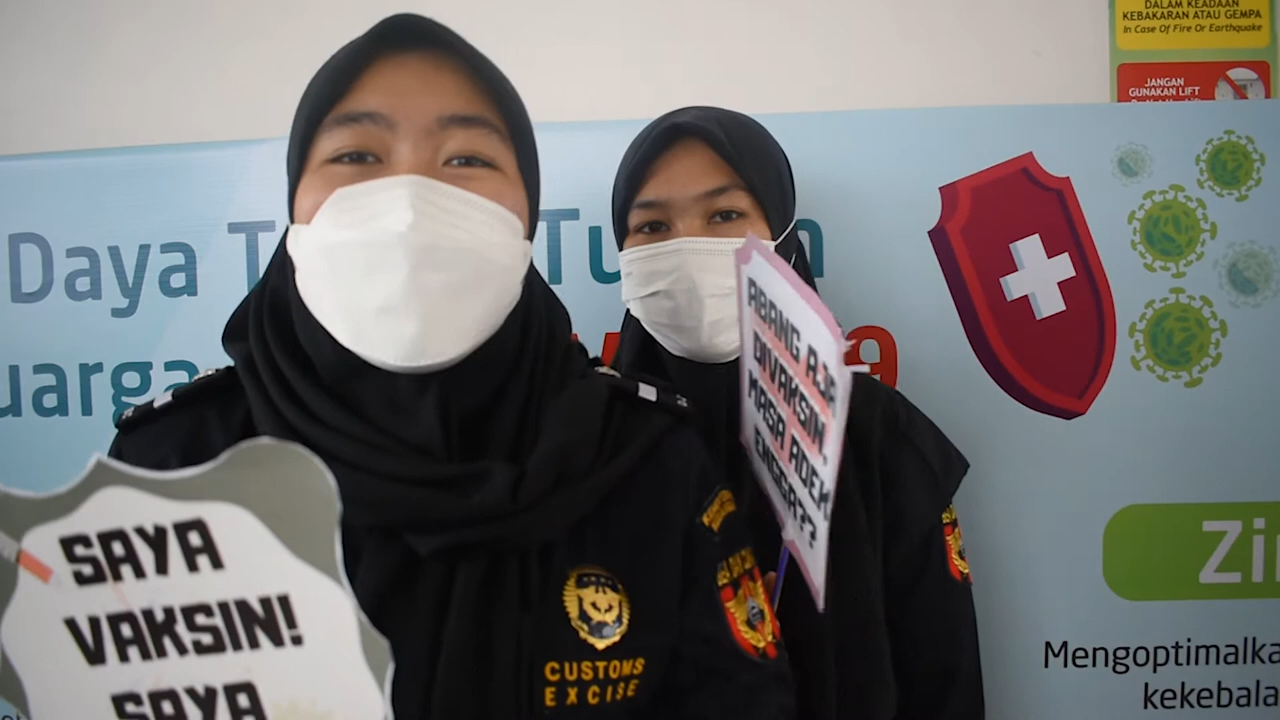 DALAM KEADAAN
KEBAKARAN ATAU GEMPA
In Case Of Fire Or Earthquake
JANGAN
GUNAKAN LIFT
Daya T Tu n
uarga 9
ABANG AJA
DIVAKSIN,
MASA ADEK
ENGGA??
SAYA
VAKSIN!
SAYA
CUSTOMS
EXCISE
Zi
Mengoptimalka
kekebala